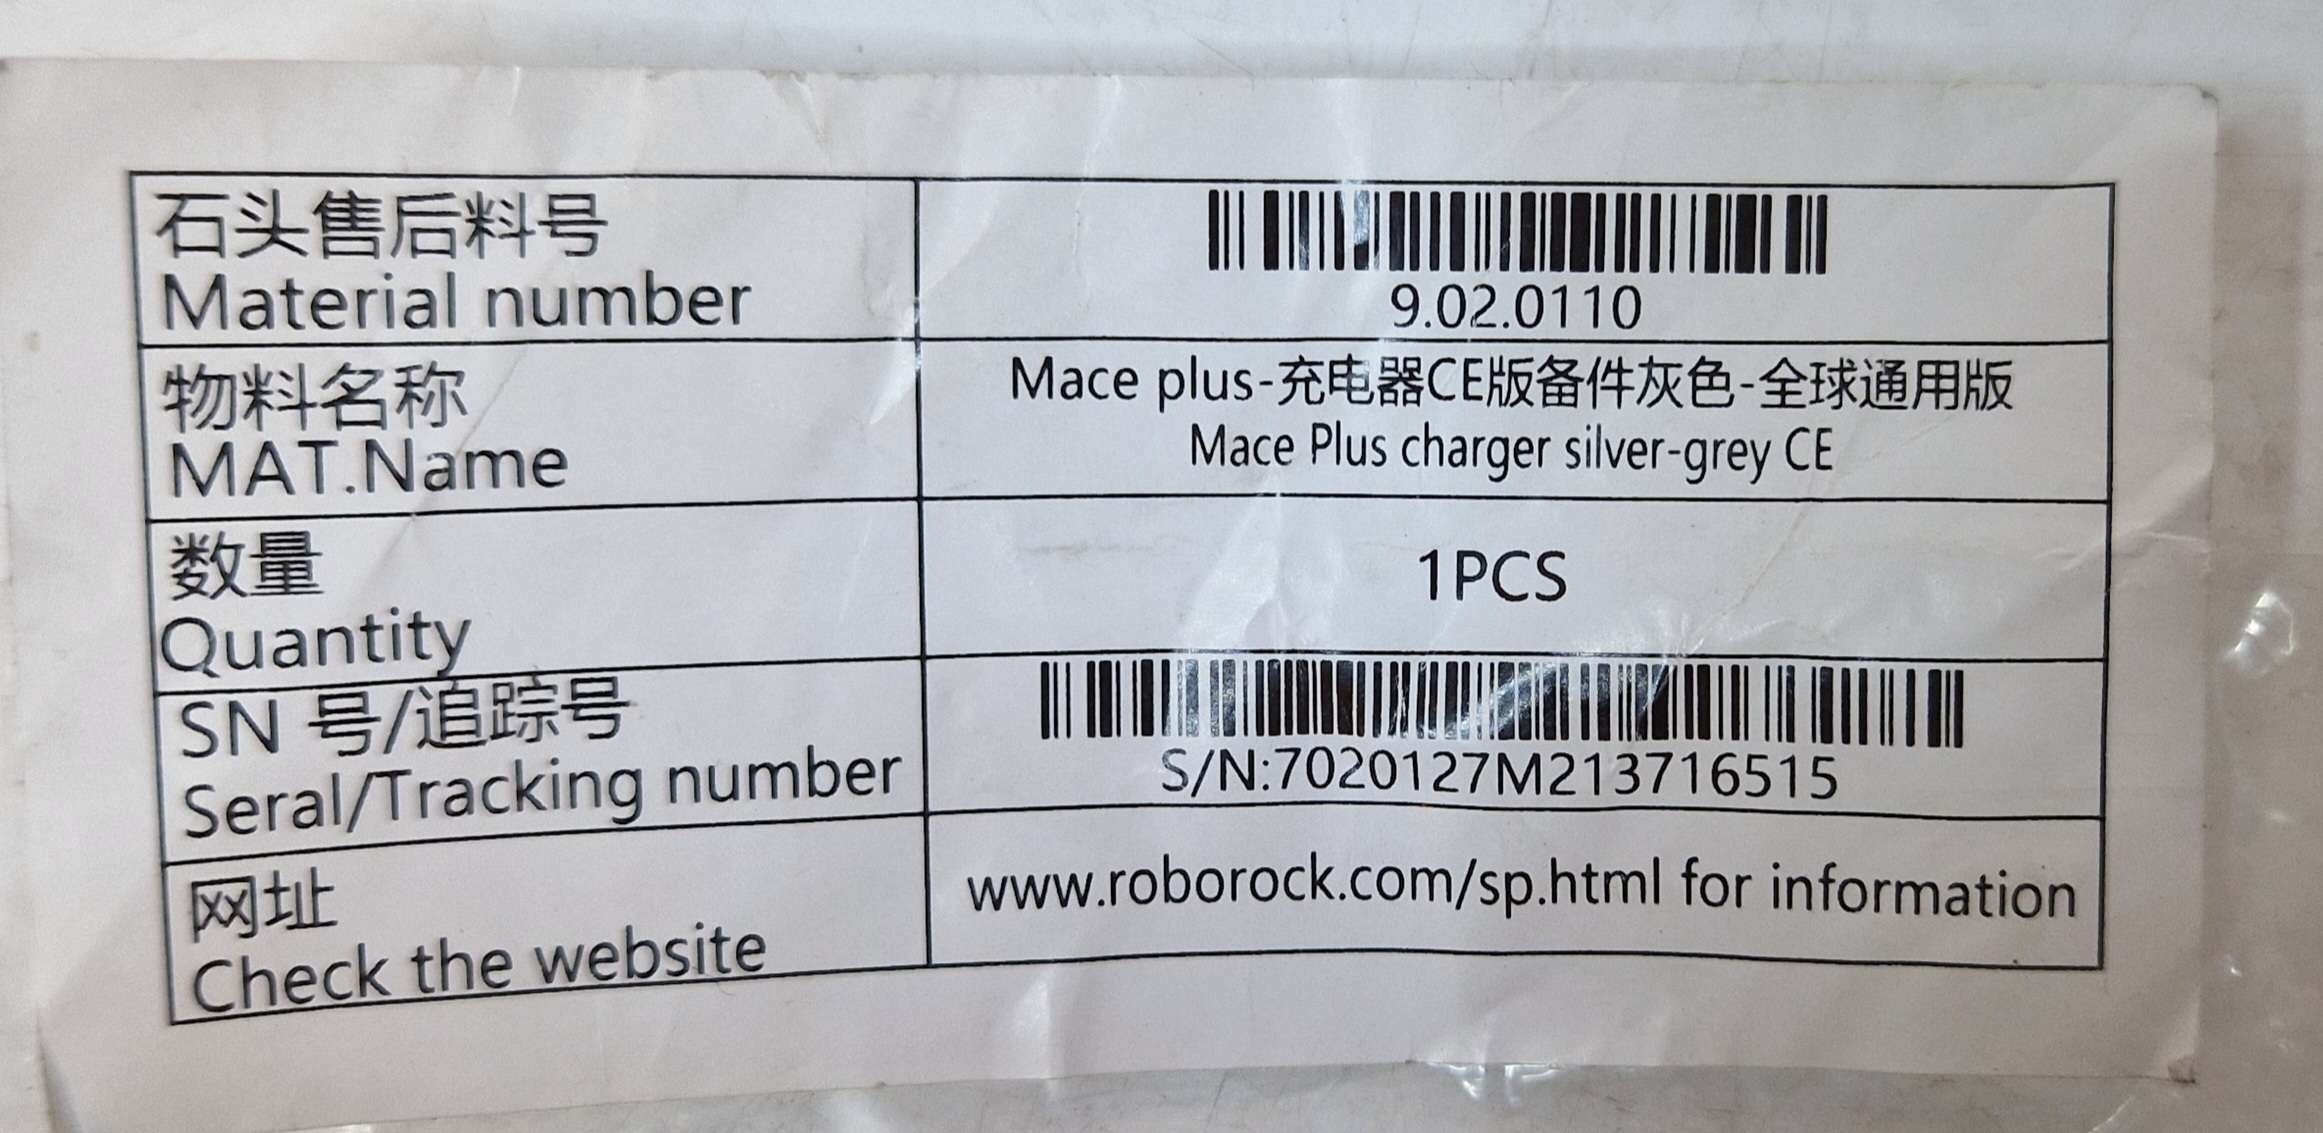 石头售后料号
Material number
9.02.0110
物料名称
MAT.Name
Mace plus-充电器CE版备件灰色-全球通用版
Mace Plus charger silver-grey CE
数量
Quantity
1PCS
SN 号/追踪号
Seral/Tracking number
S/N:7020127M213716515
网址
Check the website
www.roborock.com/sp.html for information